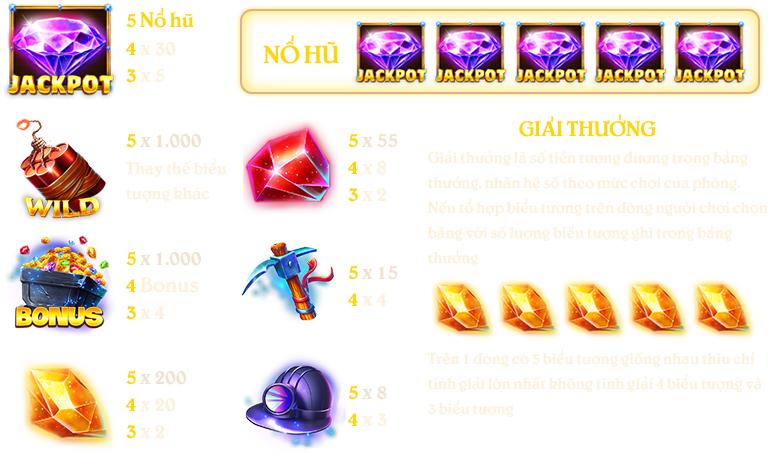 JACKPOT
5 Nổ hũ
4 x 30
3 x 5
NỔ HŨ
JACKPOT
JACKPOT
JACKPOT
JACKPOT
JACKPOT
WILD
5 x 1.000
Thay thế biểu
tượng khác
5 x 55
4 x 8
3 x 2
BONUS
5 x 1.000
4 Bonus
3 x 4
5 x 15
4 x 4
5 x 200
4 x 20
3 x 2
5 x 8
4 x 3
GIẢI THƯỞNG
Giải thưởng là số tiền tương đương trong bảng
thưởng, nhân hệ số theo mức chơi của phòng.
Nếu tổ hợp biểu tượng trên dòng người chơi chọn
bằng với số lượng biểu tượng ghi trong bảng
thưởng
Trên 1 dòng có 5 biểu tượng giống nhau thìu chỉ
tính giải lớn nhất không tính giải 4 biểu tượng và
3 biểu tượng